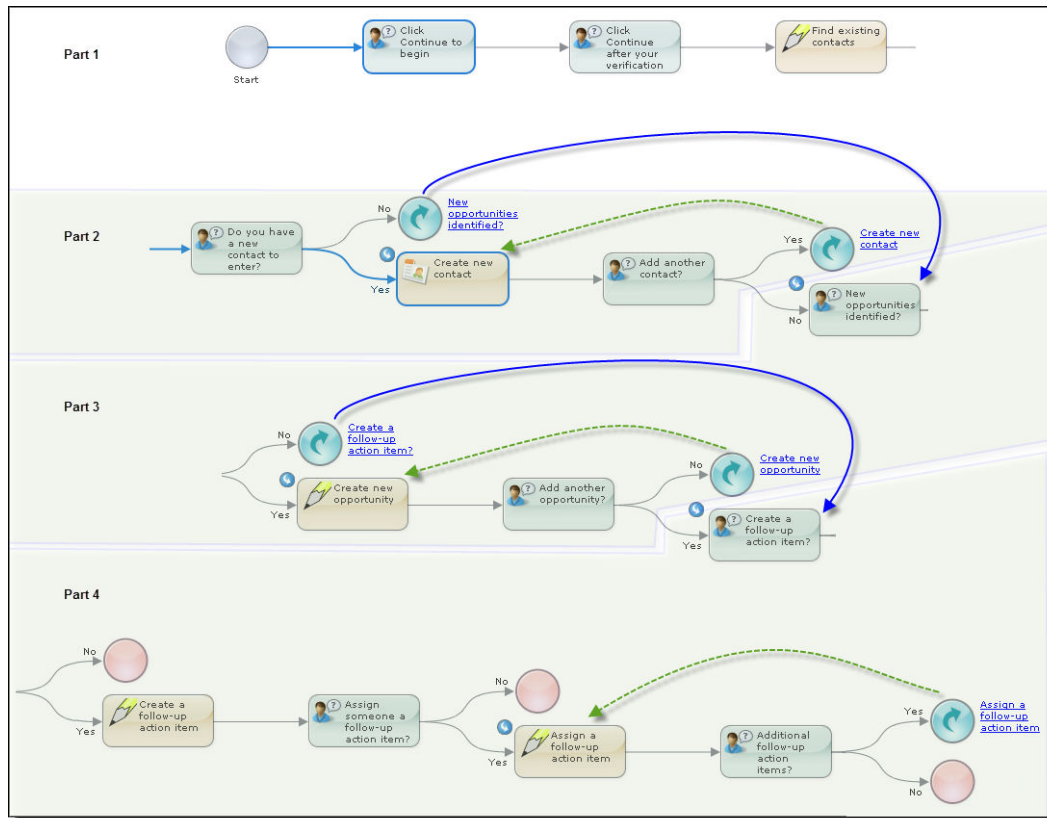 Part 1
Start
Click
Continue to
begin
Click
Continue
after your
verification
Find existing
contacts
Part 2
Do you have
a new
contact to
enter?
No
New
opportunities
identified?
Yes
Create new
contact
Add another
contact?
Yes
Create new
contact
No
New
opportunities
identified?
Part 3
No
Create a
follow-up
action item?
Yes
Create new
opportunity
Add another
opportunity?
No
Create new
opportunity
Yes
Create a
follow-up
action item?
Part 4
No
Yes
Create a
follow-up
action item
Assign
someone a
follow-up
action item?
No
Yes
Assign a
follow-up
action item
Additional
follow-up
action
items?
Yes
Assign a
follow-up
action item
No